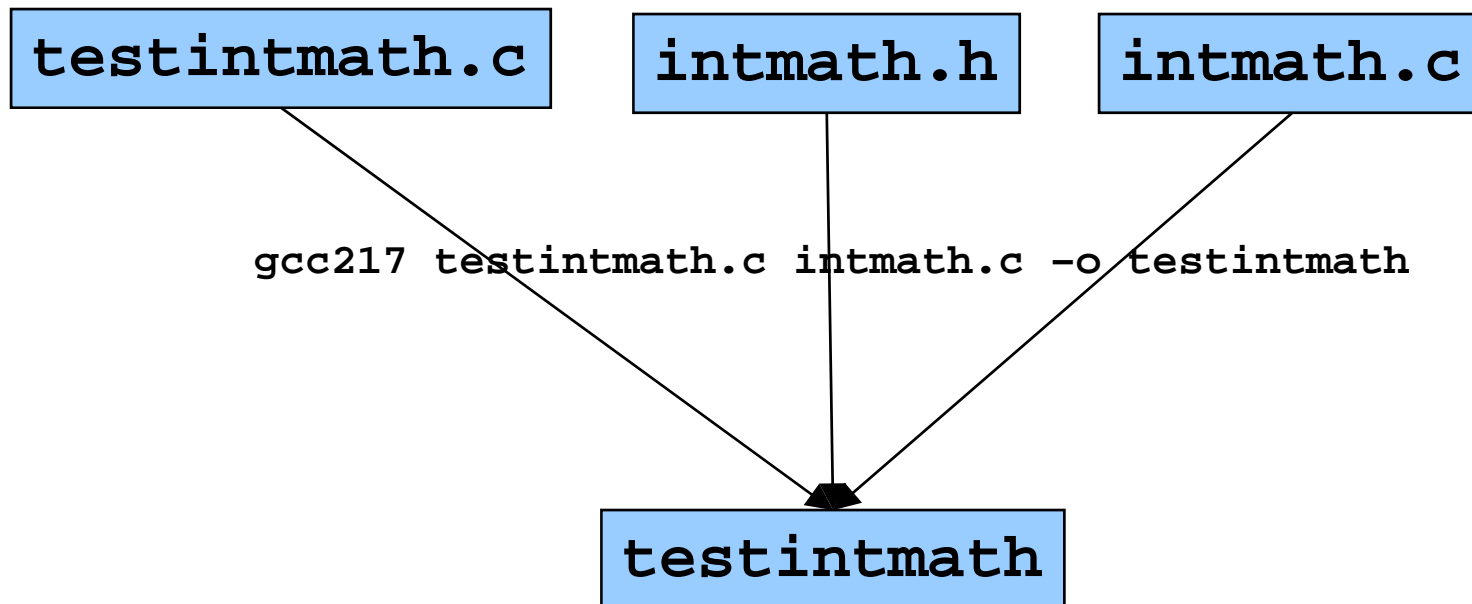 testintmath.c
intmath.h
intmath.c
gcc217 testintmath.c intmath.c –o testintmath
testintmath